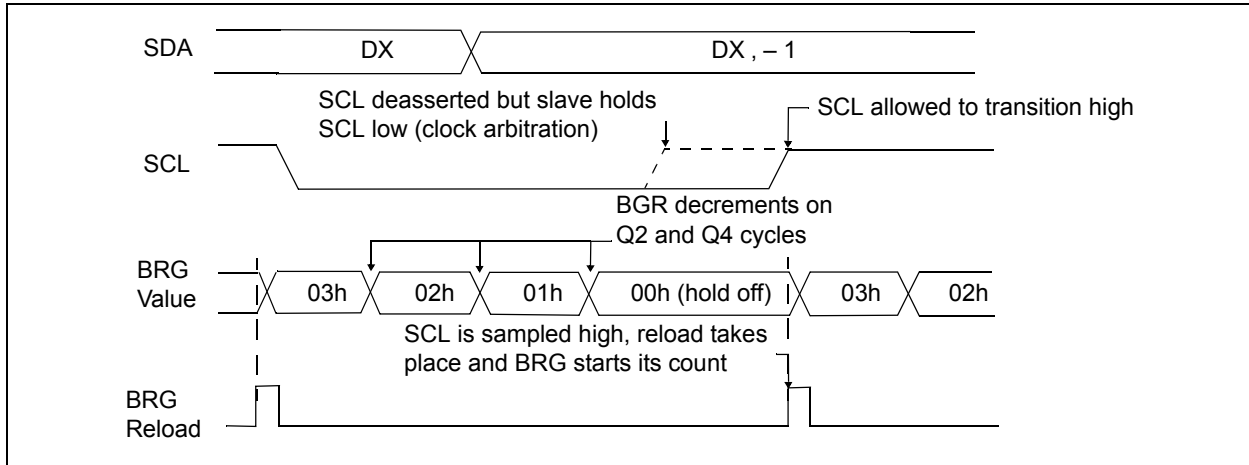 SDA
DX
DX , – 1
SCL deasserted but slave holds
SCL low (clock arbitration)
SCL allowed to transition high
SCL
BGR decrements on
Q2 and Q4 cycles
BRG
Value
03h
02h
01h
00h (hold off)
03h
02h
SCL is sampled high, reload takes
place and BRG starts its count
BRG
Reload